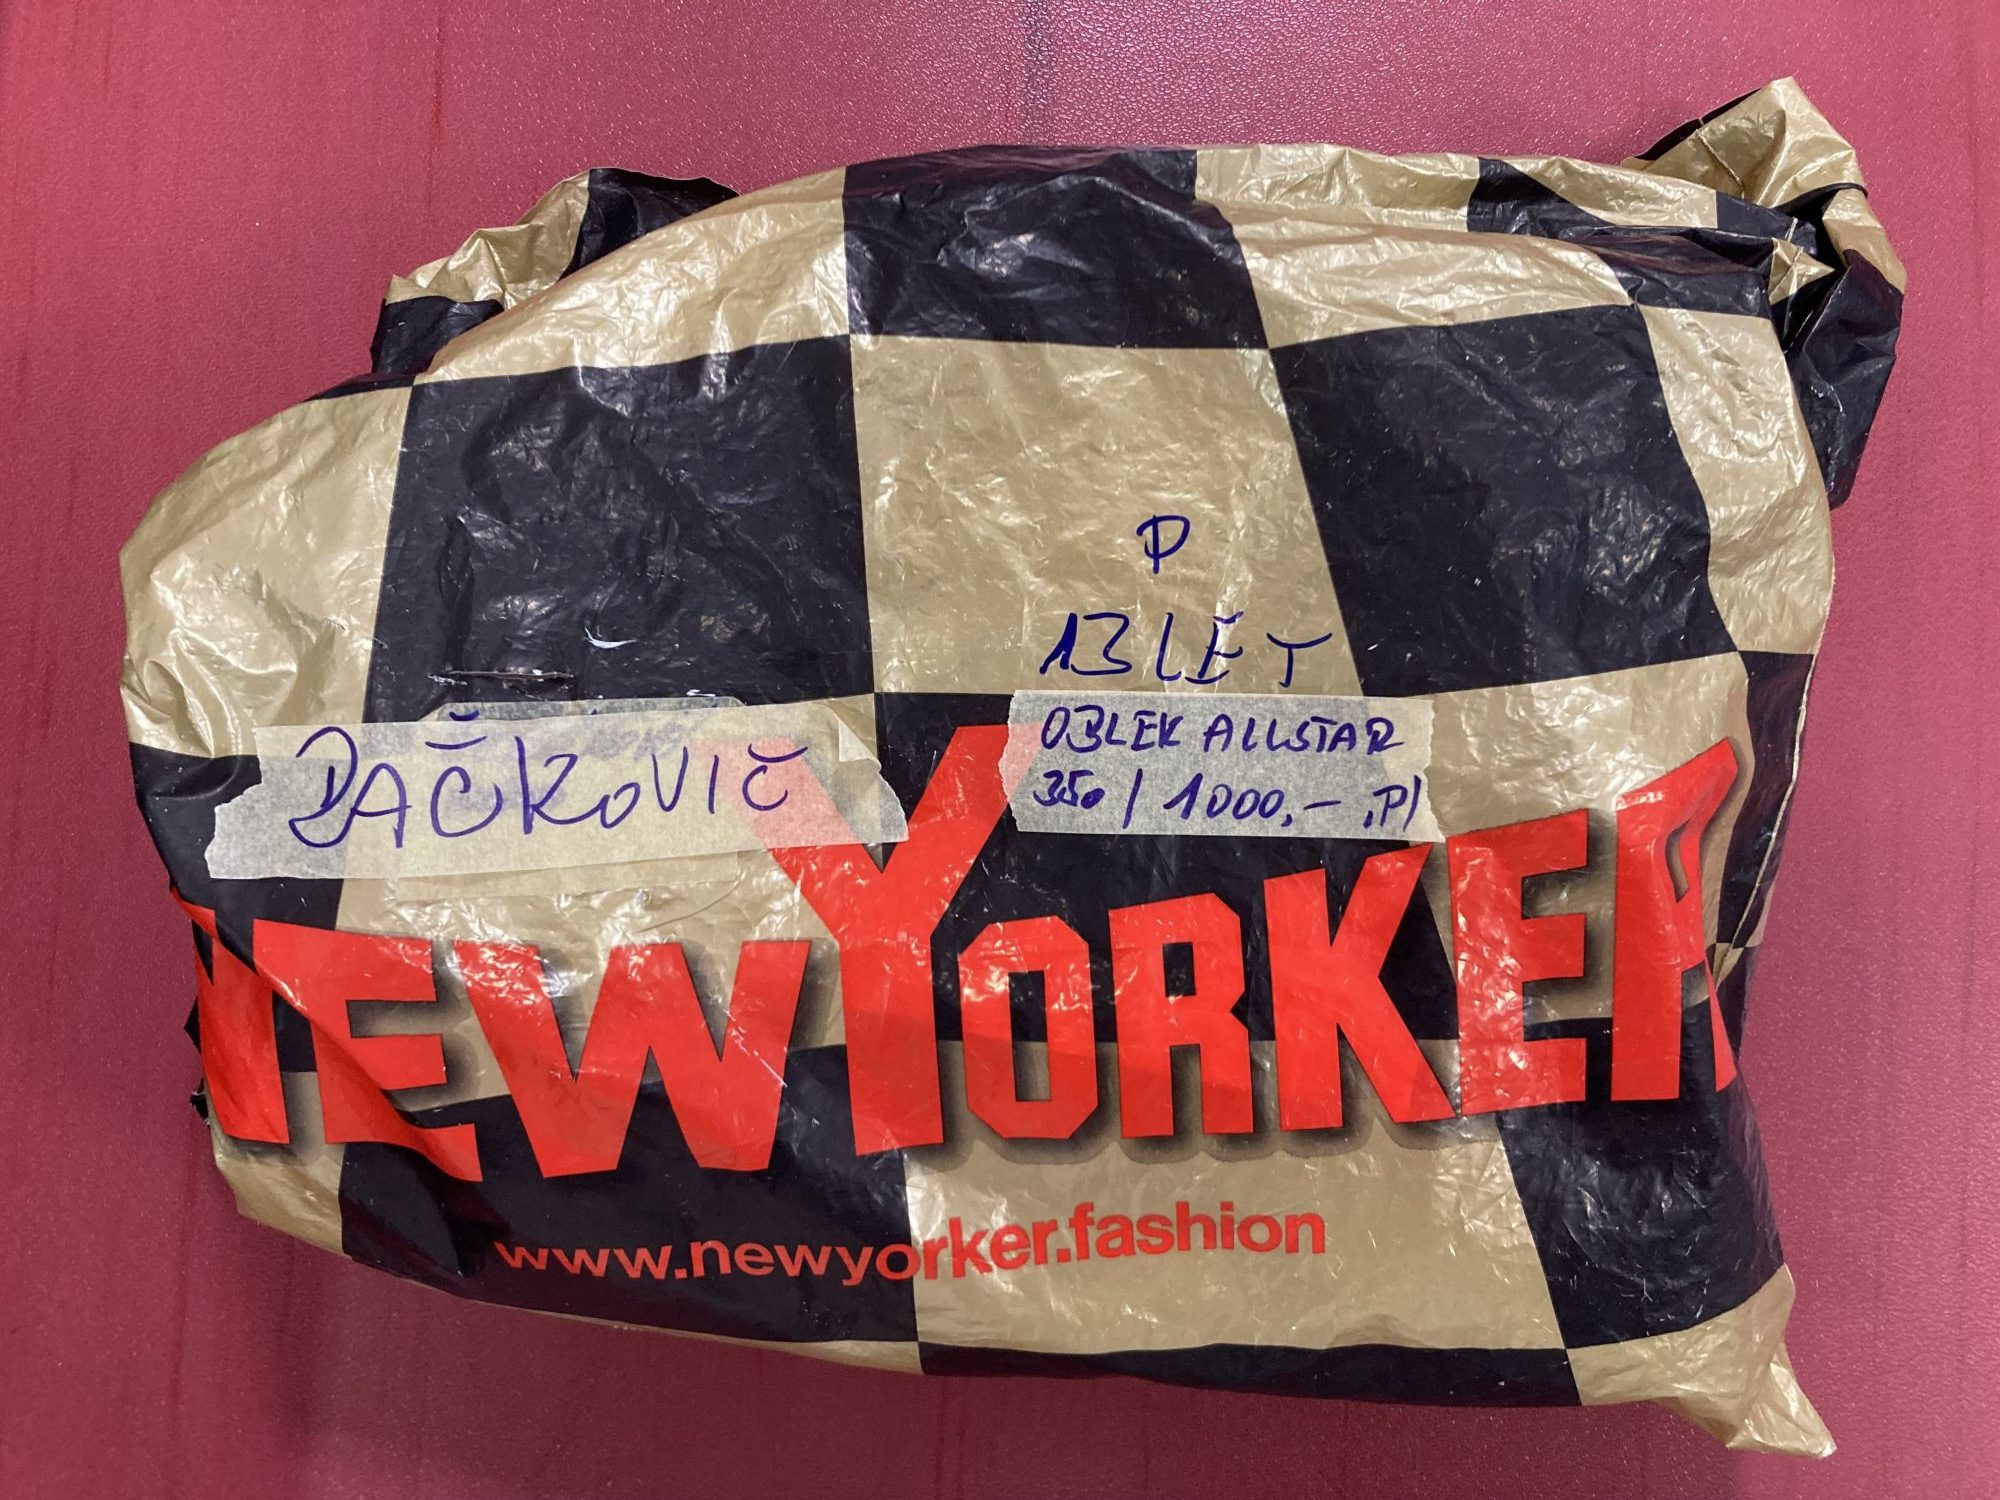 P
13 LET
DAČKOVIČ
OBLEK ALLSTAR
350 / 1000,- ,P/
NEWYORKER
www.newyorker.fashion